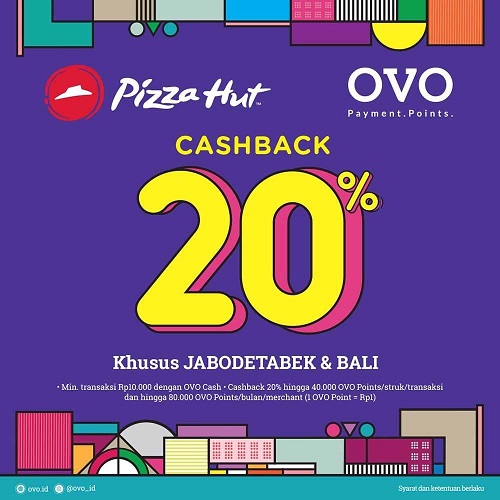 Pizza Hut™
OVO
Payment.Points.
CASHBACK
20%
Khusus JABODETABEK & BALI
• Min. transaksi Rp10.000 dengan OVO Cash • Cashback 20% hingga 40.000 OVO Points/struk/transaksi
dan hingga 80.000 OVO Points/bulan/merchant (1 OVO Point = Rp1)
ovo.id @ovo_id
Syarat dan ketentuan berlaku